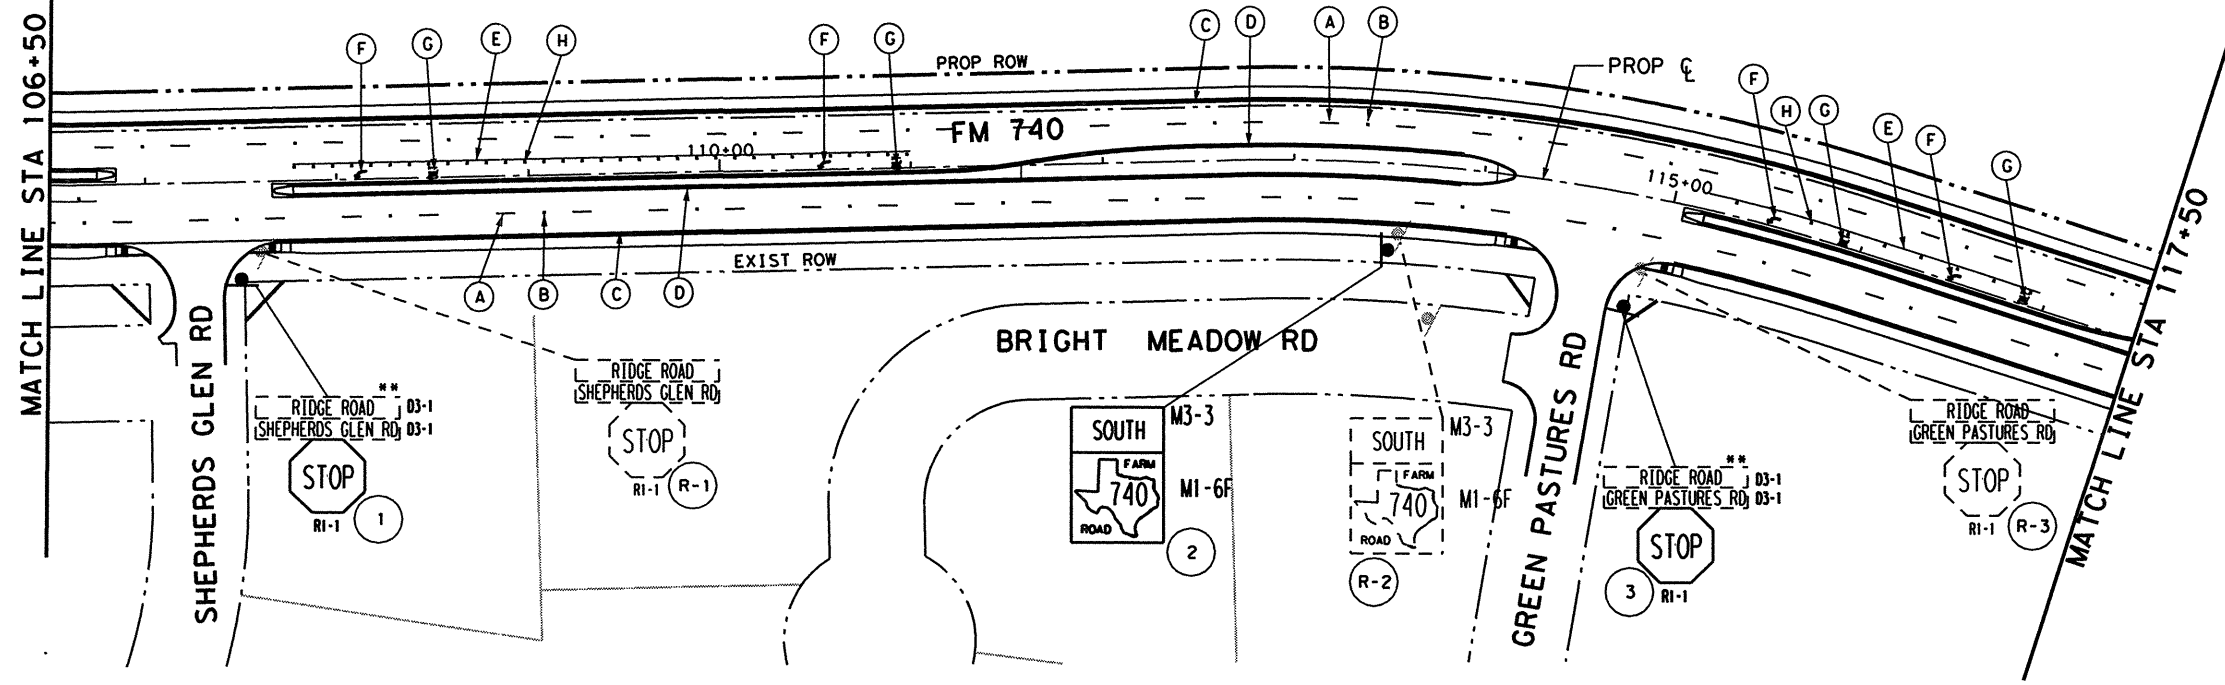 MATCH LINE STA 106+50
F
G
E
H
F
G
C
D
A
B
PROP ROW
PROP ℄
F
H
G
E
F
G
FM 740
110+00
115+00
MATCH LINE STA 117+50
EXIST ROW
A
B
C
D
BRIGHT MEADOW RD
SHEPHERDS GLEN RD
GREEN PASTURES RD
**
RIDGE ROAD D3-1
SHEPHERDS GLEN RD D3-1
STOP
R1-1
1
RIDGE ROAD
SHEPHERDS GLEN RD
STOP
R1-1
R-1
SOUTH
M3-3
FARM
740
ROAD
M1-6F
2
SOUTH
M3-3
FARM
740
ROAD
M1-6F
R-2
**
RIDGE ROAD D3-1
GREEN PASTURES RD D3-1
STOP
R1-1
3
RIDGE ROAD
GREEN PASTURES RD
STOP
R1-1
R-3